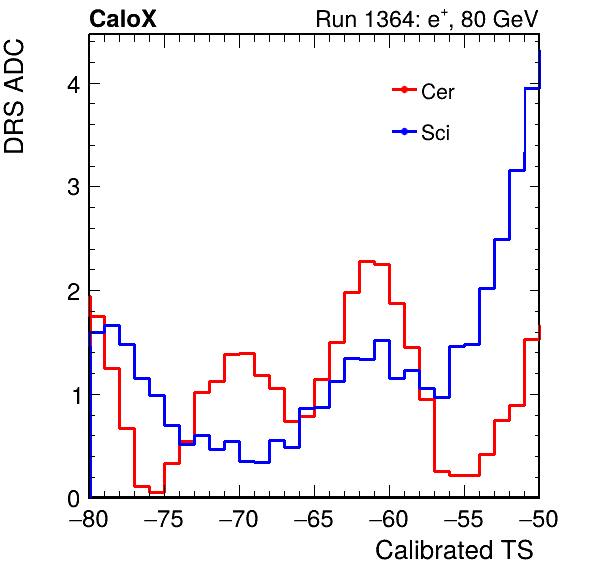 CaloX Run 1364: e⁺, 80 GeV
DRS ADC
Cer
Sci
4
3
2
1
0
−80 −75 −70 −65 −60 −55 −50
Calibrated TS